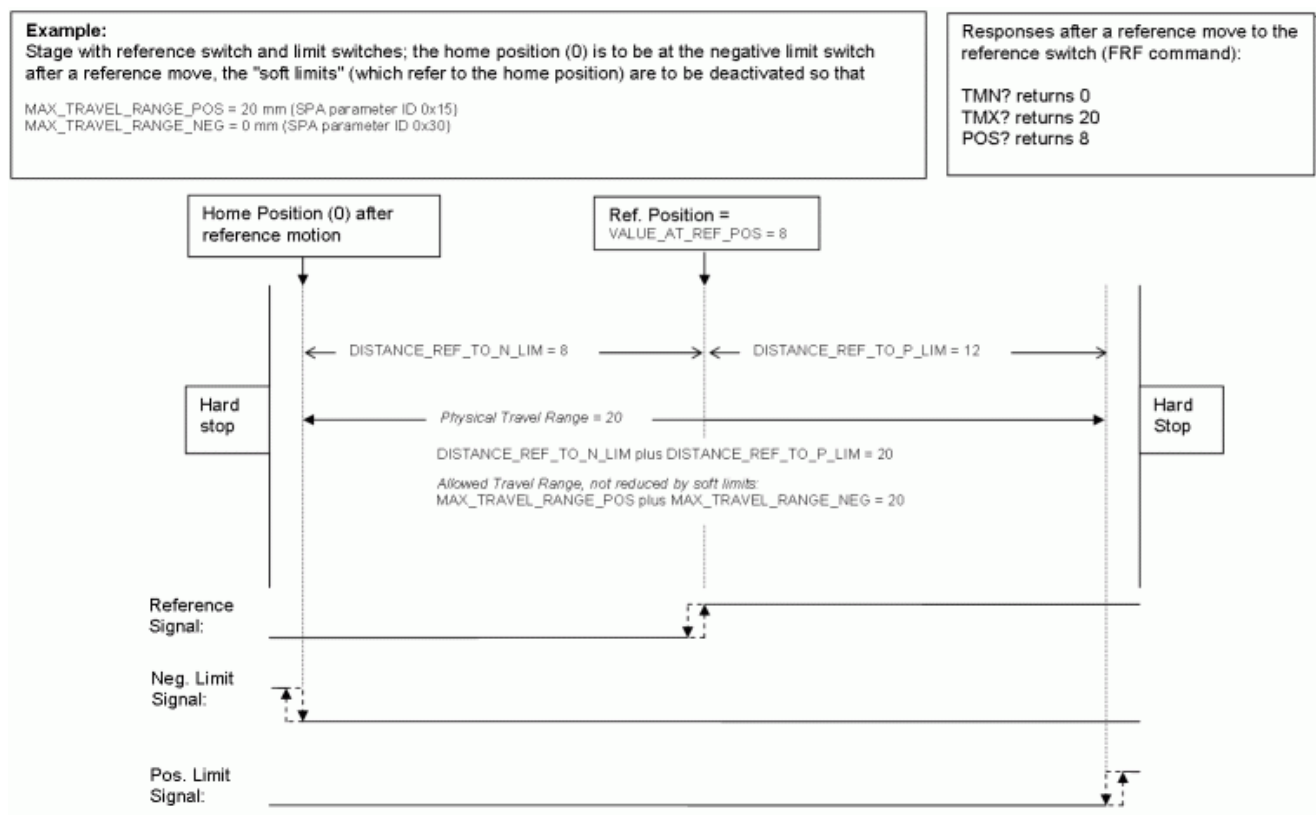 Example:
Stage with reference switch and limit switches; the home position (0) is to be at the negative limit switch
after a reference move, the "soft limits" (which refer to the home position) are to be deactivated so that
MAX_TRAVEL_RANGE_POS = 20 mm (SPA parameter ID 0x15)
MAX_TRAVEL_RANGE_NEG = 0 mm (SPA parameter ID 0x30)
Responses after a reference move to the
reference switch (FRF command):
TMN? returns 0
TMX? returns 20
POS? returns 8
Home Position (0) after
reference motion
Ref. Position =
VALUE_AT_REF_POS = 8
DISTANCE_REF_TO_N_LIM = 8
DISTANCE_REF_TO_P_LIM = 12
Hard
stop
Physical Travel Range = 20
Hard
Stop
DISTANCE_REF_TO_N_LIM plus DISTANCE_REF_TO_P_LIM = 20
Allowed Travel Range, not reduced by soft limits:
MAX_TRAVEL_RANGE_POS plus MAX_TRAVEL_RANGE_NEG = 20
Reference
Signal:
Neg. Limit
Signal:
Pos. Limit
Signal: